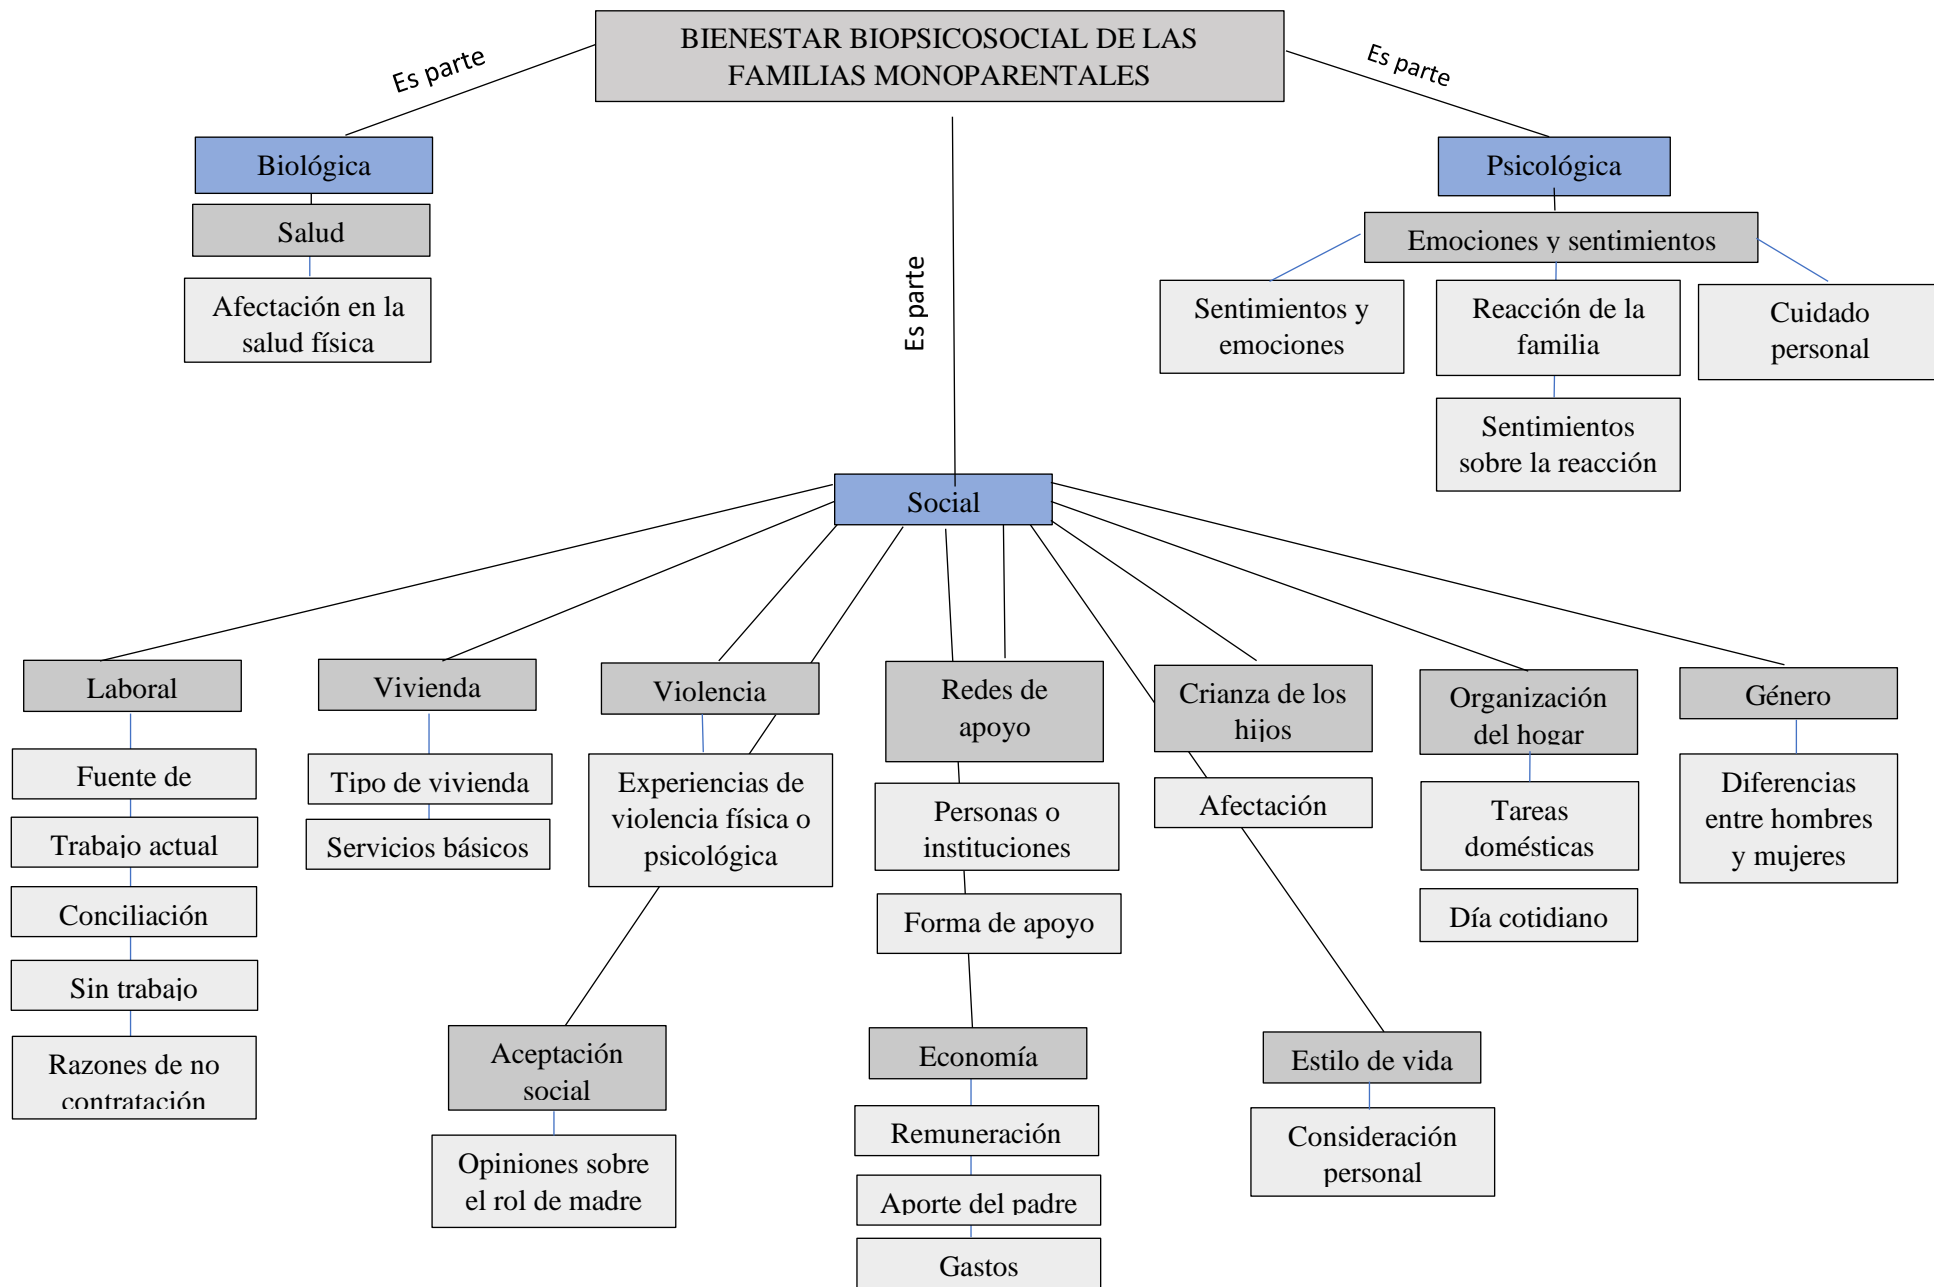 BIENESTAR BIOPSICOSOCIAL DE LAS
FAMILIAS MONOPARENTALES
Es parte
Es parte
Es parte
Biológica
Salud
Afectación en la
salud física
Psicológica
Emociones y sentimientos
Sentimientos y
emociones
Reacción de la
familia
Sentimientos
sobre la reacción
Cuidado
personal
Social
Laboral
Fuente de
Trabajo actual
Conciliación
Sin trabajo
Razones de no
contratación
Vivienda
Tipo de vivienda
Servicios básicos
Violencia
Experiencias de
violencia física o
psicológica
Redes de
apoyo
Personas o
instituciones
Forma de apoyo
Crianza de los
hijos
Afectación
Organización
del hogar
Tareas
domésticas
Día cotidiano
Género
Diferencias
entre hombres
y mujeres
Aceptación
social
Opiniones sobre
el rol de madre
Economía
Remuneración
Aporte del padre
Gastos
Estilo de vida
Consideración
personal